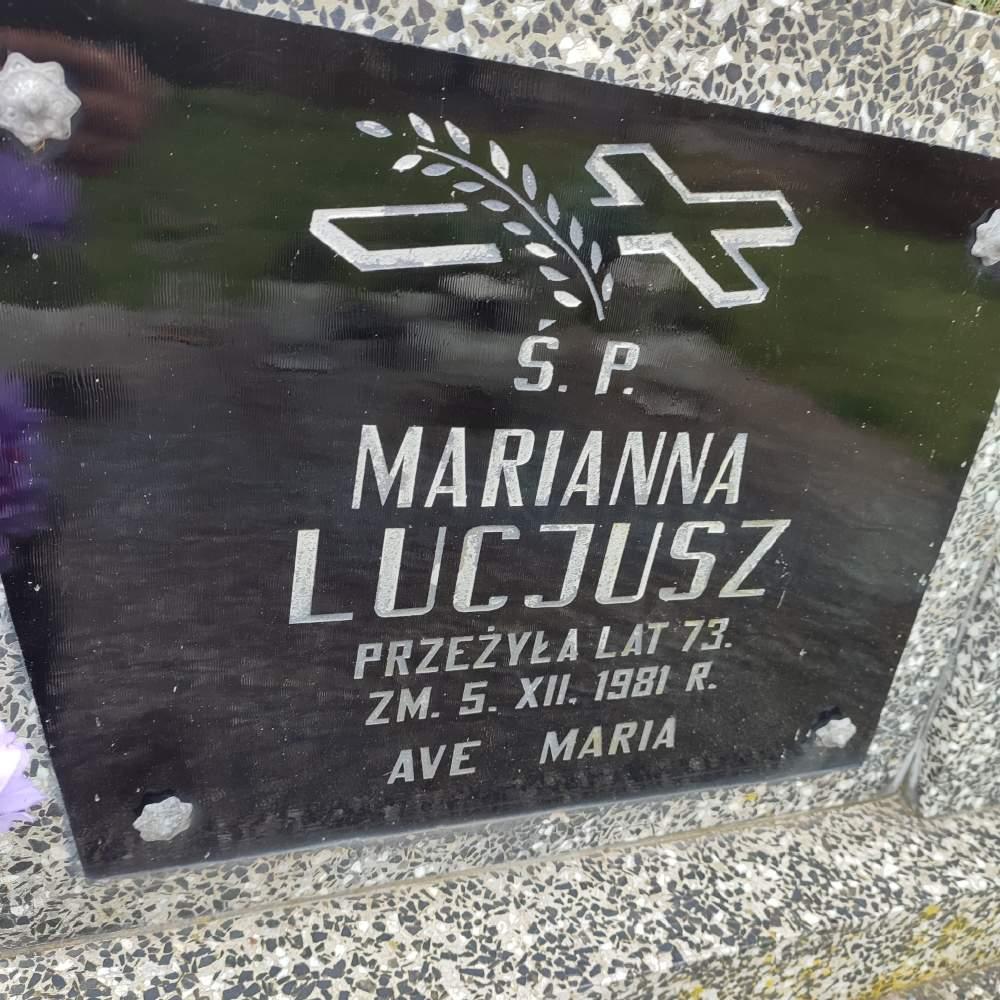 Ś. P.
MARIANNA
LUCJUSZ
PRZEŻYŁA LAT 73.
ZM. 5. XII. 1981 R.
AVE MARIA